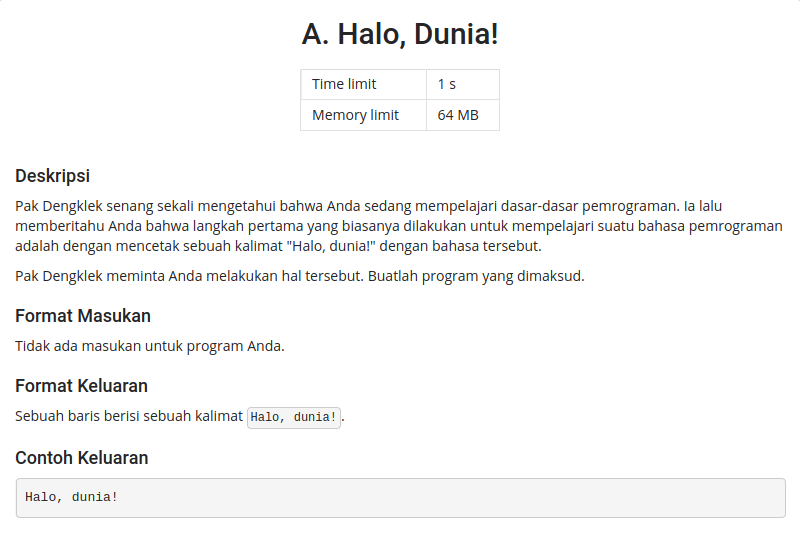 A. Halo, Dunia!
Time limit 1 s
Memory limit 64 MB
Deskripsi
Pak Dengklek senang sekali mengetahui bahwa Anda sedang mempelajari dasar-dasar pemrograman. Ia lalu
memberitahu Anda bahwa langkah pertama yang biasanya dilakukan untuk mempelajari suatu bahasa pemrograman
adalah dengan mencetak sebuah kalimat "Halo, dunia!" dengan bahasa tersebut.
Pak Dengklek meminta Anda melakukan hal tersebut. Buatlah program yang dimaksud.
Format Masukan
Tidak ada masukan untuk program Anda.
Format Keluaran
Sebuah baris berisi sebuah kalimat Halo, dunia!.
Contoh Keluaran
Halo, dunia!